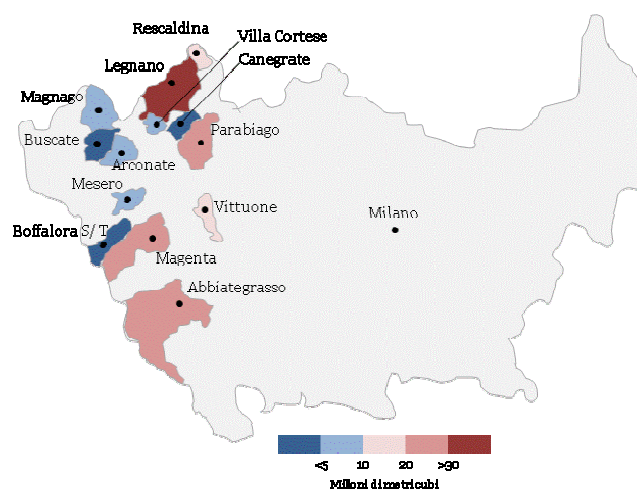 Rescaldina
Villa Cortese
Canegrate
Legnano
Magnago
Parabiago
Buscate
Arconate
Mesero
Vittuone
Milano
Boffalora S/T
Magenta
Abbiategrasso
<5 10 20 >30
Milioni di metri cubi